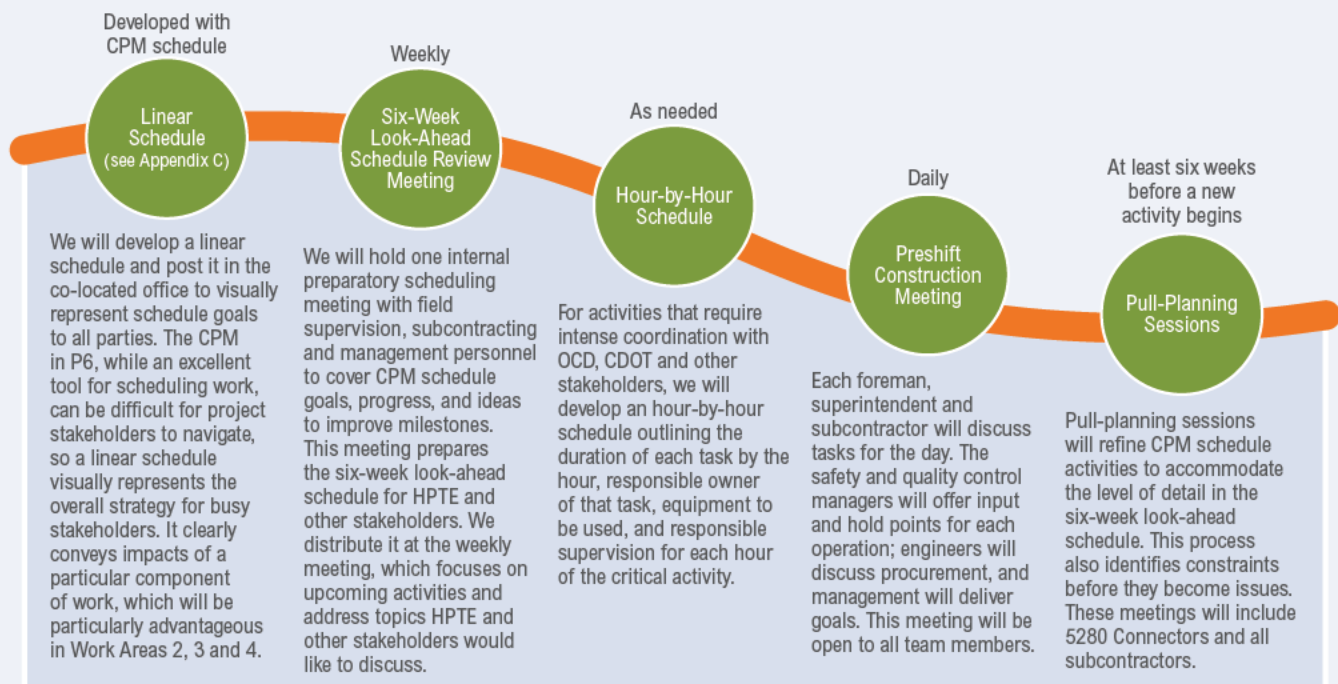 Developed with
CPM schedule
Linear
Schedule
(see Appendix C)
We will develop a linear
schedule and post it in the
co-located office to visually
represent schedule goals
to all parties. The CPM
in P6, while an excellent
tool for scheduling work,
can be difficult for project
stakeholders to navigate,
so a linear schedule
visually represents the
overall strategy for busy
stakeholders. It clearly
conveys impacts of a
particular component
of work, which will be
particularly advantageous
in Work Areas 2, 3 and 4.
Weekly
Six-Week
Look-Ahead
Schedule Review
Meeting
We will hold one internal
preparatory scheduling
meeting with field
supervision, subcontracting
and management personnel
to cover CPM schedule
goals, progress, and ideas
to improve milestones.
This meeting prepares
the six-week look-ahead
schedule for HPTE and
other stakeholders. We
distribute it at the weekly
meeting, which focuses on
upcoming activities and
address topics HPTE and
other stakeholders would
like to discuss.
As needed
Hour-by-Hour
Schedule
For activities that require
intense coordination with
OCD, CDOT and other
stakeholders, we will
develop an hour-by-hour
schedule outlining the
duration of each task by the
hour, responsible owner
of that task, equipment to
be used, and responsible
supervision for each hour
of the critical activity.
Daily
Preshift
Construction
Meeting
Each foreman,
superintendent and
subcontractor will discuss
tasks for the day. The
safety and quality control
managers will offer input
and hold points for each
operation; engineers will
discuss procurement, and
management will deliver
goals. This meeting will be
open to all team members.
At least six weeks
before a new
activity begins
Pull-Planning
Sessions
Pull-planning sessions
will refine CPM schedule
activities to accommodate
the level of detail in the
six-week look-ahead
schedule. This process
also identifies constraints
before they become issues.
These meetings will include
5280 Connectors and all
subcontractors.